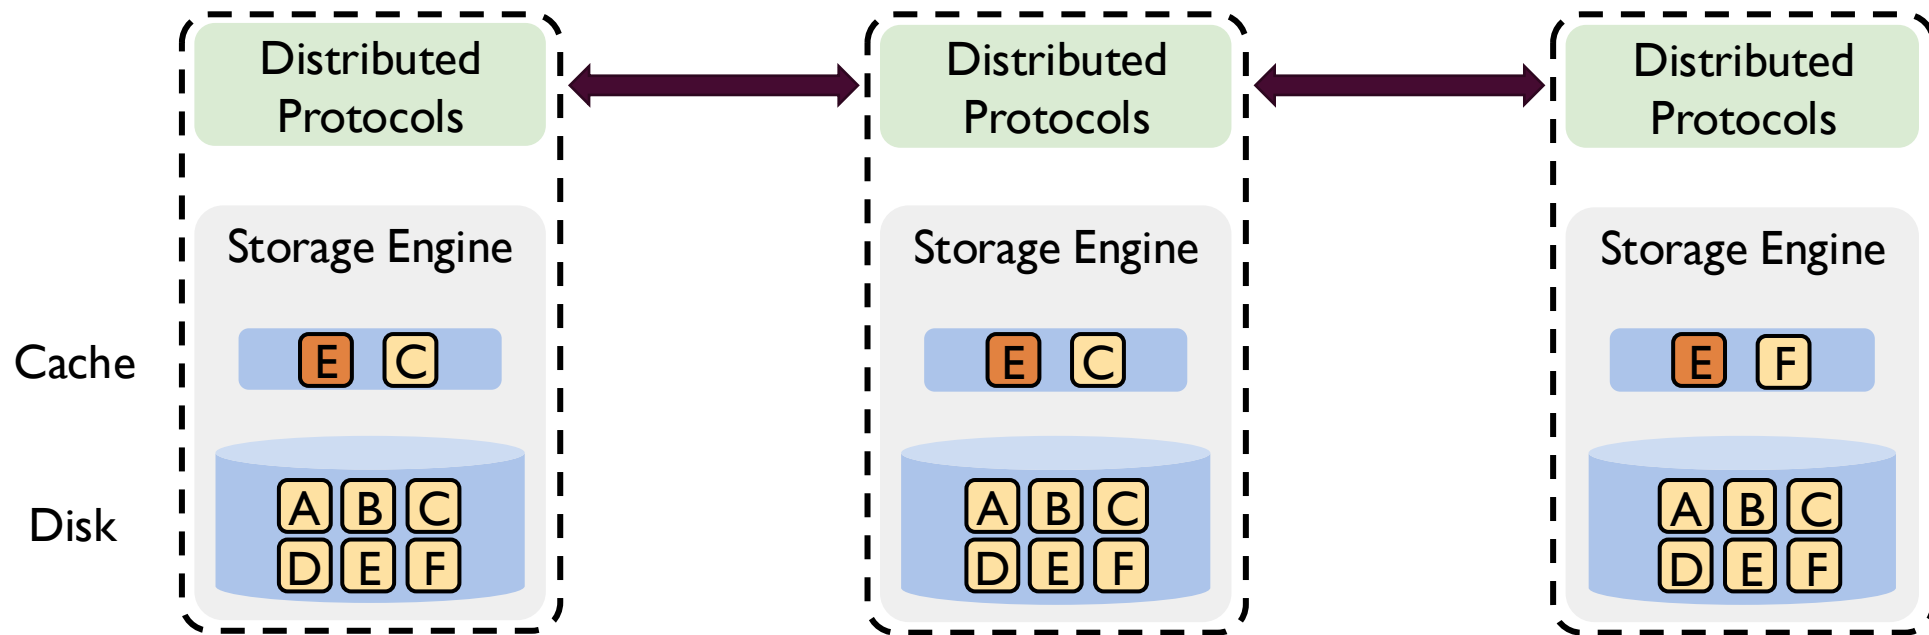 Distributed
Protocols
Distributed
Protocols
Distributed
Protocols
Storage Engine
Storage Engine
Storage Engine
Cache
E C
E C
E F
Disk
A B C
D E F
A B C
D E F
A B C
D E F